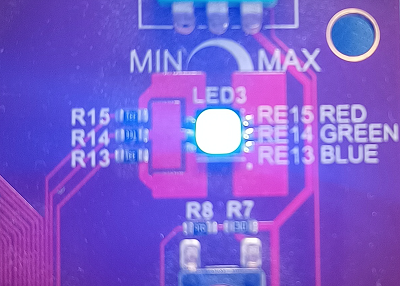 MIN MAX
LED3
R15 RE15 RED
R14 RE14 GREEN
R13 RE13 BLUE
R8 R7